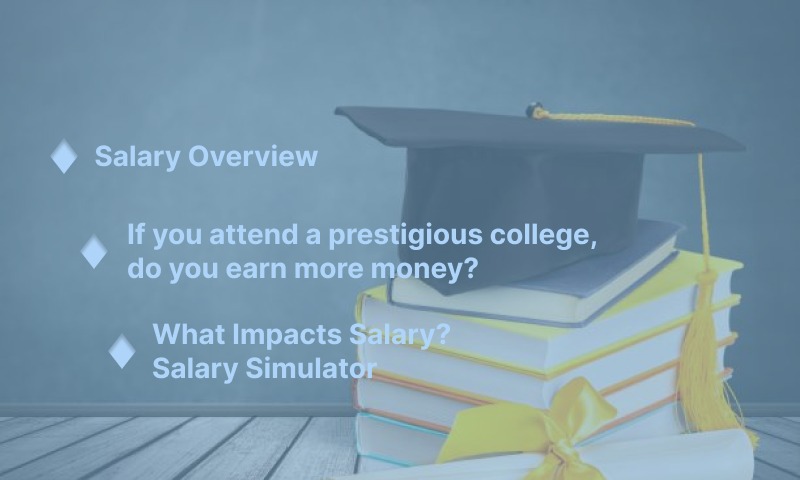 Salary Overview
If you attend a prestigious college,
do you earn more money?
What Impacts Salary?
Salary Simulator